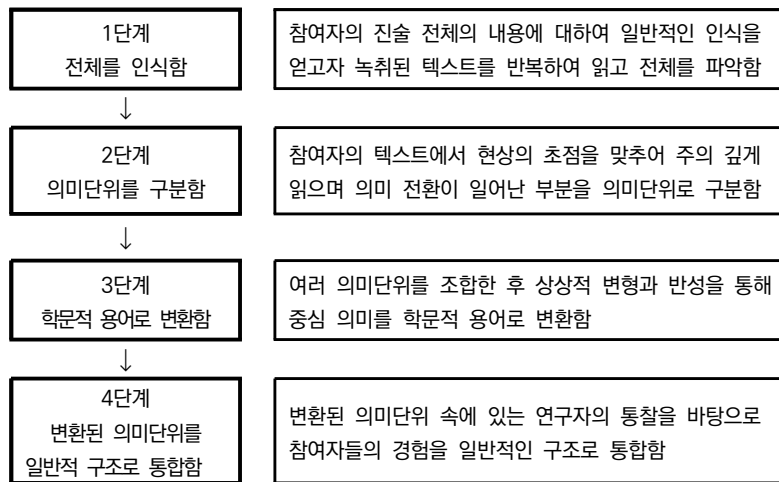 1단계
전체를 인식함
참여자의 진술 전체의 내용에 대하여 일반적인 인식을
얻고자 녹취된 텍스트를 반복하여 읽고 전체를 파악함
↓
2단계
의미단위를 구분함
참여자의 텍스트에서 현상의 초점을 맞추어 주의 깊게
읽으며 의미 전환이 일어난 부분을 의미단위로 구분함
↓
3단계
학문적 용어로 변환함
여러 의미단위를 조합한 후 상상적 변형과 반성을 통해
중심 의미를 학문적 용어로 변환함
↓
4단계
변환된 의미단위를
일반적 구조로 통합함
변환된 의미단위 속에 있는 연구자의 통찰을 바탕으로
참여자들의 경험을 일반적인 구조로 통합함